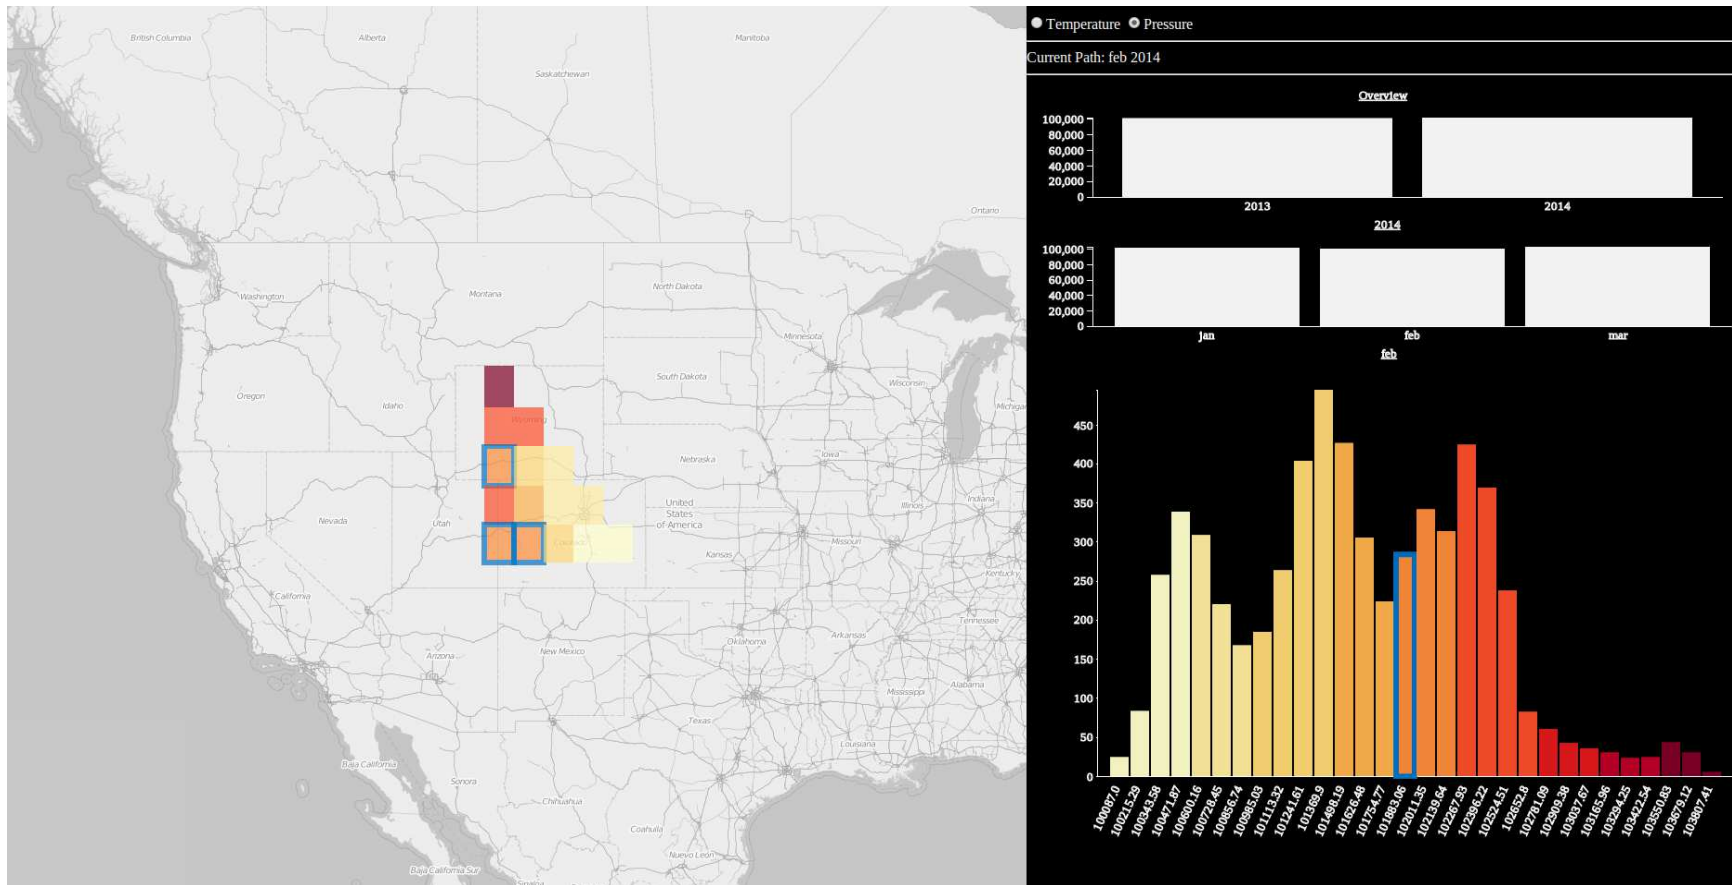 British Columbia
Alberta
Manitoba
Saskatchewan
Ontario
Washington
Montana
North Dakota
Minnesota
Oregon
Idaho
South Dakota
Wisconsin
Michigan
Wyoming
Nebraska
Iowa
Nevada
Utah
United
States
of America
Illinois
Indiana
Colorado
Kansas
Missouri
Kentucky
California
Tennessee
Arizona
New Mexico
Oklahoma
Arkansas
Mississippi
Alabama
Texas
Louisiana
Baja California
Sonora
Chihuahua
Coahuila
Nuevo León
Baja California Sur
Sinaloa
Temperature Pressure
Current Path: feb 2014
Overview
100,000
80,000
60,000
40,000
20,000
0
2013 2014
2014
100,000
80,000
60,000
40,000
20,000
0
jan feb mar
feb
450
400
350
300
250
200
150
100
50
0
100087.0
100215.29
100343.58
100471.87
100600.16
100728.45
100856.74
100985.03
101113.32
101241.61
101369.9
101498.19
101626.48
101754.77
101883.06
102011.35
102139.64
102267.93
102396.22
102524.51
102652.8
102781.09
102909.38
103037.67
103165.96
103294.25
103422.54
103550.83
103679.12
103807.41